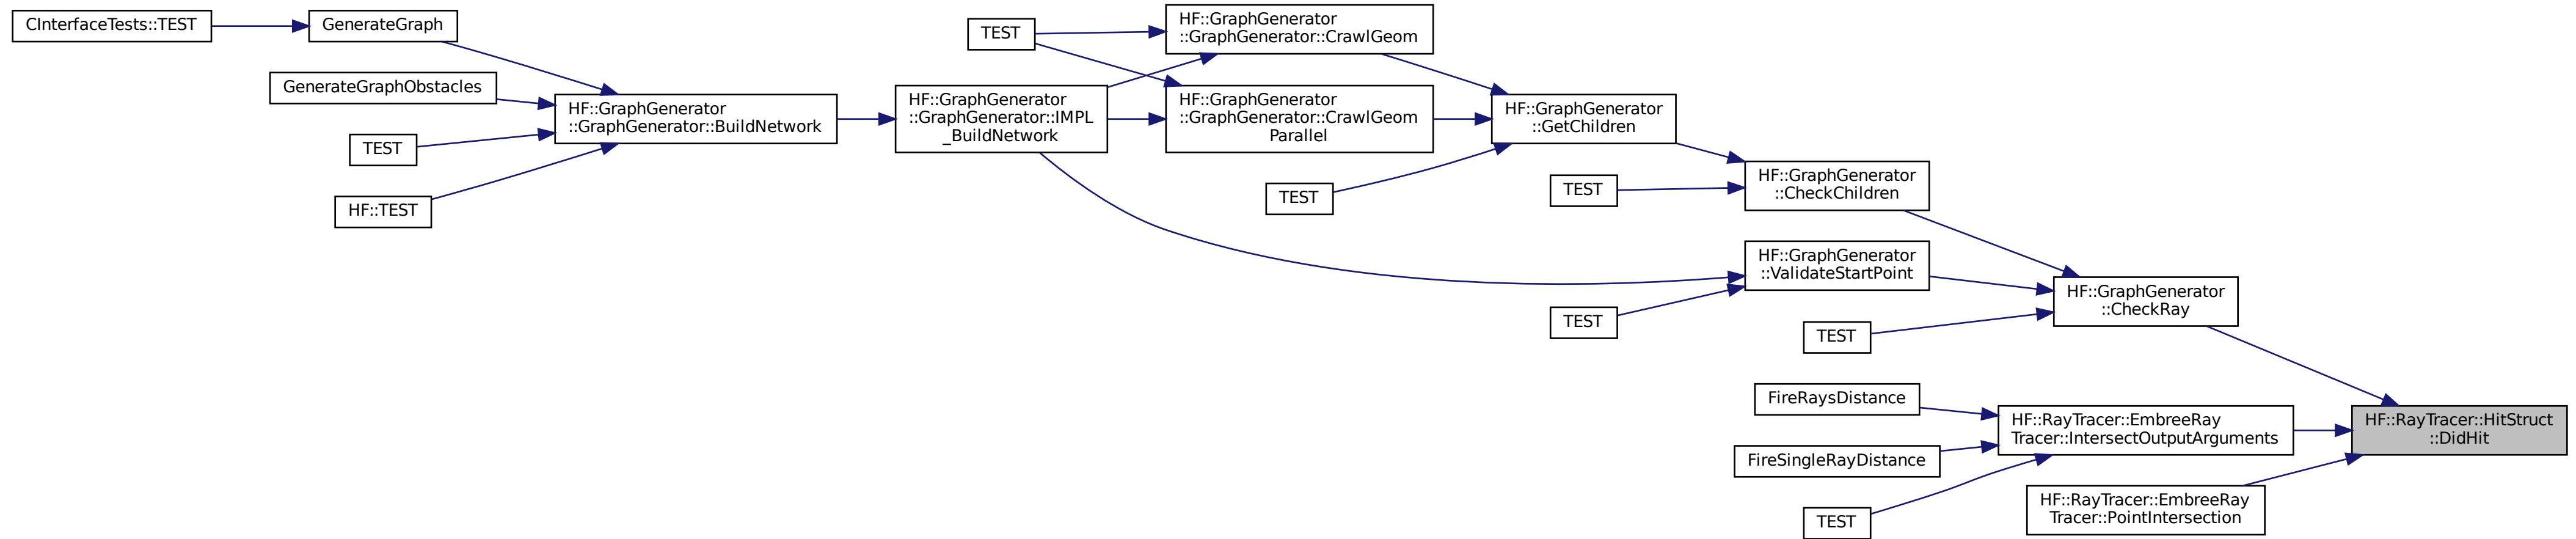 CInterfaceTests::TEST
GenerateGraph
GenerateGraphObstacles
TEST
HF::TEST
HF::GraphGenerator
::GraphGenerator::BuildNetwork
HF::GraphGenerator
::GraphGenerator::IMPL
_BuildNetwork
TEST
HF::GraphGenerator
::GraphGenerator::CrawlGeom
HF::GraphGenerator
::GraphGenerator::CrawlGeom
Parallel
TEST
HF::GraphGenerator
::GetChildren
TEST
HF::GraphGenerator
::CheckChildren
HF::GraphGenerator
::ValidateStartPoint
TEST
TEST
HF::GraphGenerator
::CheckRay
FireRaysDistance
FireSingleRayDistance
TEST
HF::RayTracer::EmbreeRay
Tracer::IntersectOutputArguments
HF::RayTracer::EmbreeRay
Tracer::PointIntersection
HF::RayTracer::HitStruct
::DidHit